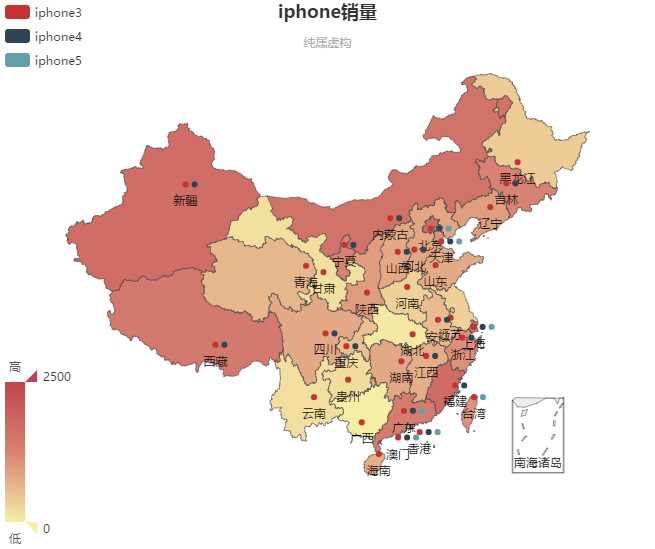 iphone销量
纯属虚构
iphone3
iphone4
iphone5
黑龙江
吉林
新疆
辽宁
内蒙古
北京
天津
宁夏
山西
河北
青海
甘肃
山东
陕西
河南
四川
重庆
湖北
安徽
江苏
上海
西藏
浙江
湖南
江西
贵州
云南
福建
台湾
广西
广东
香港
澳门
海南
南海诸岛
高
2500
0
低